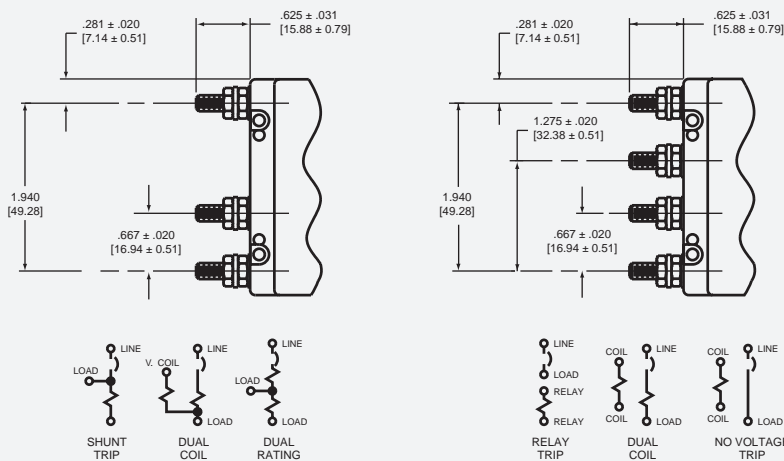 .281 ± .020
[7.14 ± 0.51]
.625 ± .031
[15.88 ± 0.79]
1.940
[49.28]
.667 ± .020
[16.94 ± 0.51]
.281 ± .020
[7.14 ± 0.51]
.625 ± .031
[15.88 ± 0.79]
1.275 ± .020
[32.38 ± 0.51]
1.940
[49.28]
.667 ± .020
[16.94 ± 0.51]
LINE
LOAD
SHUNT
TRIP
V. COIL
LINE
LOAD
DUAL
COIL
LINE
LOAD
LOAD
DUAL
RATING
LINE
LOAD
RELAY
RELAY
RELAY
TRIP
COIL
LINE
COIL
LOAD
DUAL
COIL
COIL
LINE
COIL
LOAD
NO VOLTAGE
TRIP